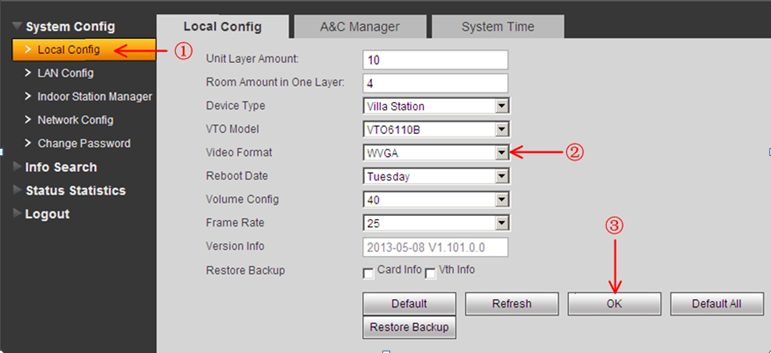 System Config
Local Config ①
LAN Config
Indoor Station Manager
Network Config
Change Password
Info Search
Status Statistics
Logout
Local Config A&C Manager System Time
Unit Layer Amount: 10
Room Amount in One Layer: 4
Device Type Villa Station
VTO Model VTO6110B
Video Format WVGA ②
Reboot Date Tuesday
Volume Config 40
Frame Rate 25
Version Info 2013-05-08 V1.101.0.0
Restore Backup Card Info Vth Info
③
Default Refresh OK Default All
Restore Backup